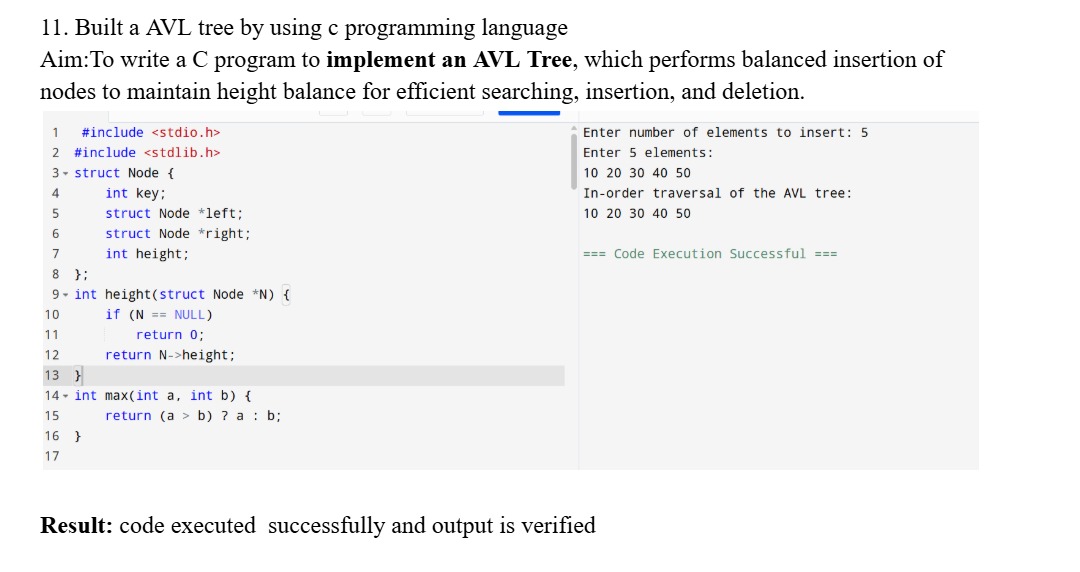 11. Built a AVL tree by using c programming language
Aim:To write a C program to implement an AVL Tree, which performs balanced insertion of
nodes to maintain height balance for efficient searching, insertion, and deletion.
1 #include <stdio.h>
2 #include <stdlib.h>
3 struct Node {
4 int key;
5 struct Node *left;
6 struct Node *right;
7 int height;
8 };
9 int height(struct Node *N) {
10 if (N == NULL)
11 return 0;
12 return N->height;
13 }
14 int max(int a, int b) {
15 return (a > b) ? a : b;
16 }
17
Enter number of elements to insert: 5
Enter 5 elements:
10 20 30 40 50
In-order traversal of the AVL tree:
10 20 30 40 50
=== Code Execution Successful ===
Result: code executed  successfully and output is verified